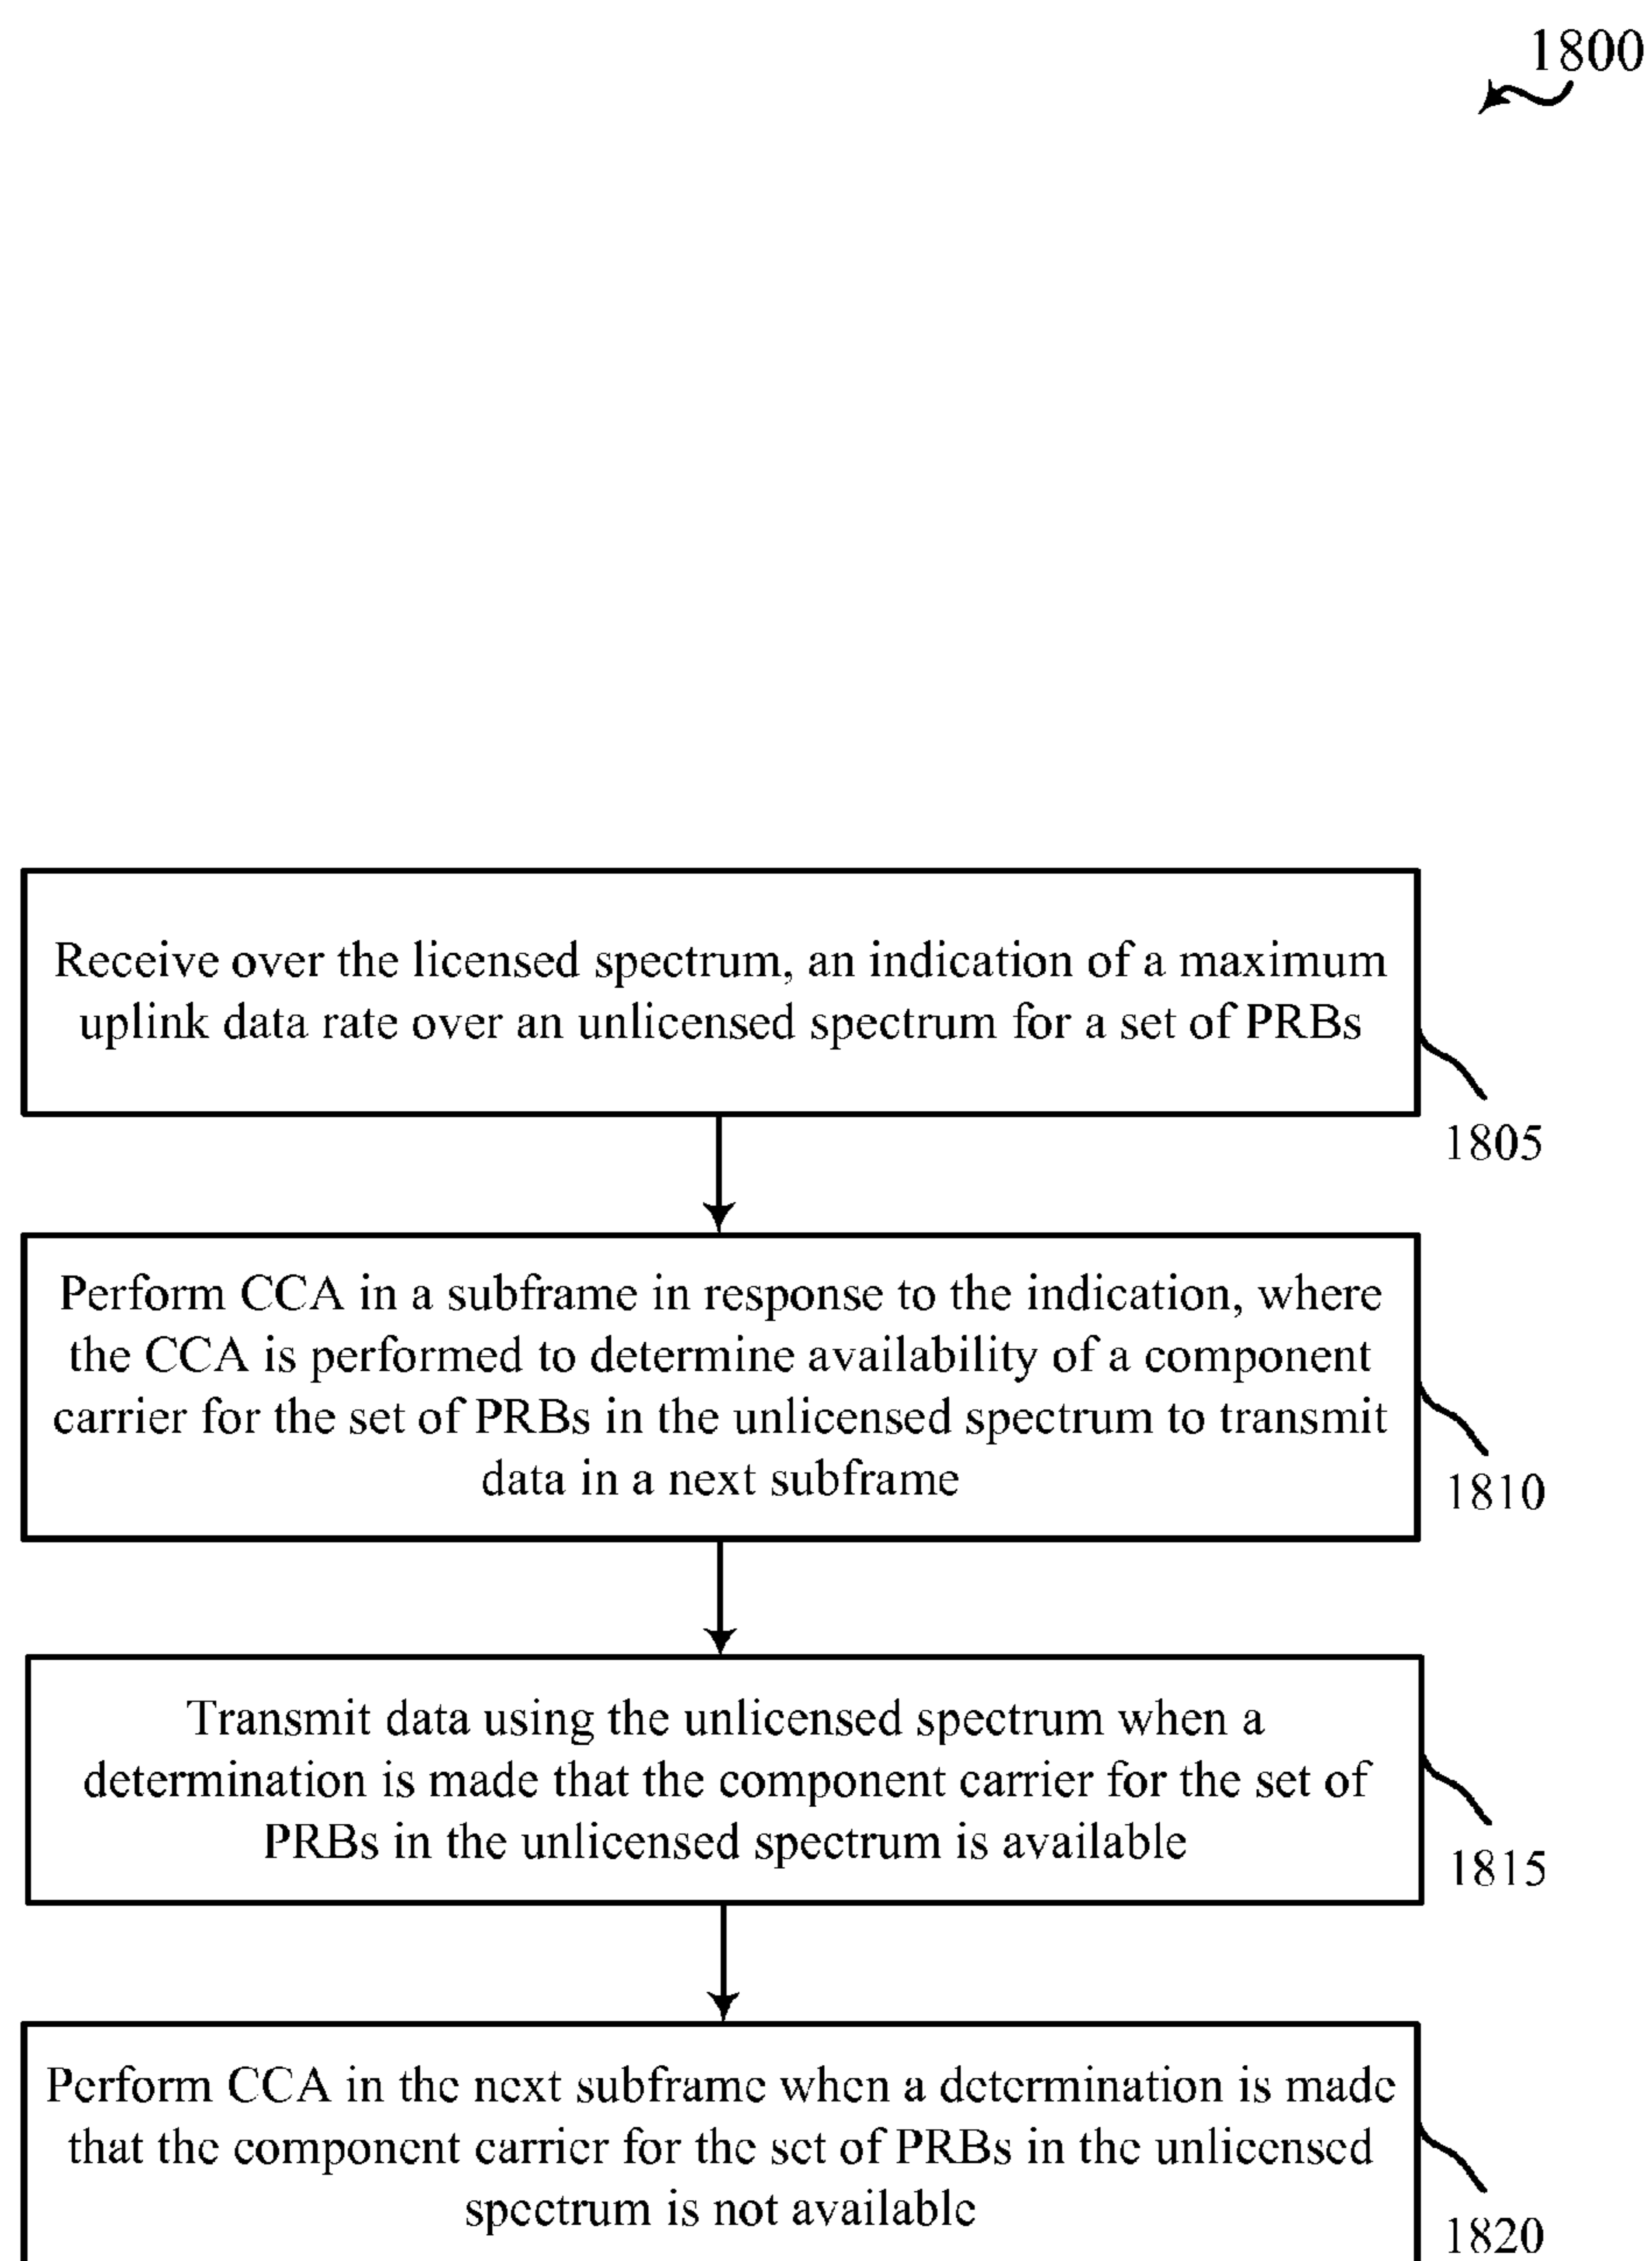 1800
Receive over the licensed spectrum, an indication of a maximum
uplink data rate over an unlicensed spectrum for a set of PRBs
1805
Perform CCA in a subframe in response to the indication, where
the CCA is performed to determine availability of a component
carrier for the set of PRBs in the unlicensed spectrum to transmit
data in a next subframe
1810
Transmit data using the unlicensed spectrum when a
determination is made that the component carrier for the set of
PRBs in the unlicensed spectrum is available
1815
Perform CCA in the next subframe when a determination is made
that the component carrier for the set of PRBs in the unlicensed
spectrum is not available
1820